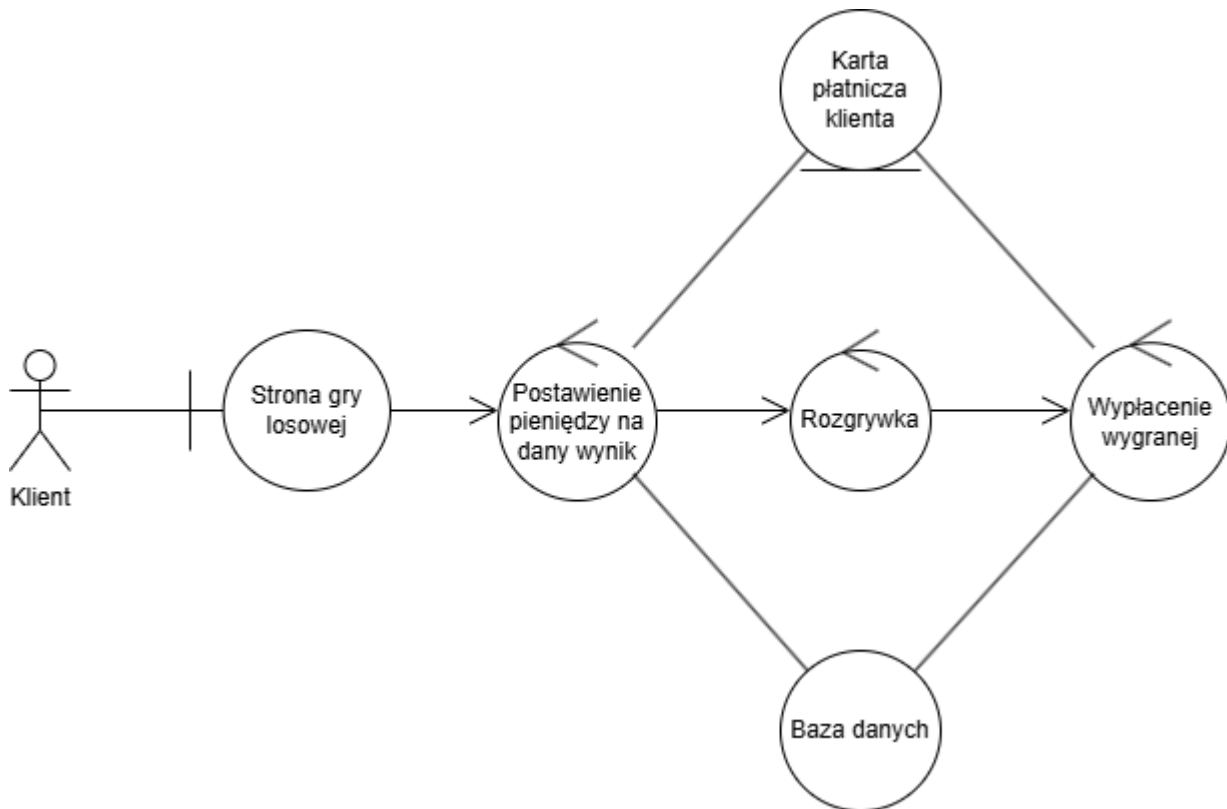 Karta
płatnicza
klienta
Strona gry
losowej
Postawienie
pieniędzy na
dany wynik
Rozgrywka
Wypłacenie
wygranej
Klient
Baza danych